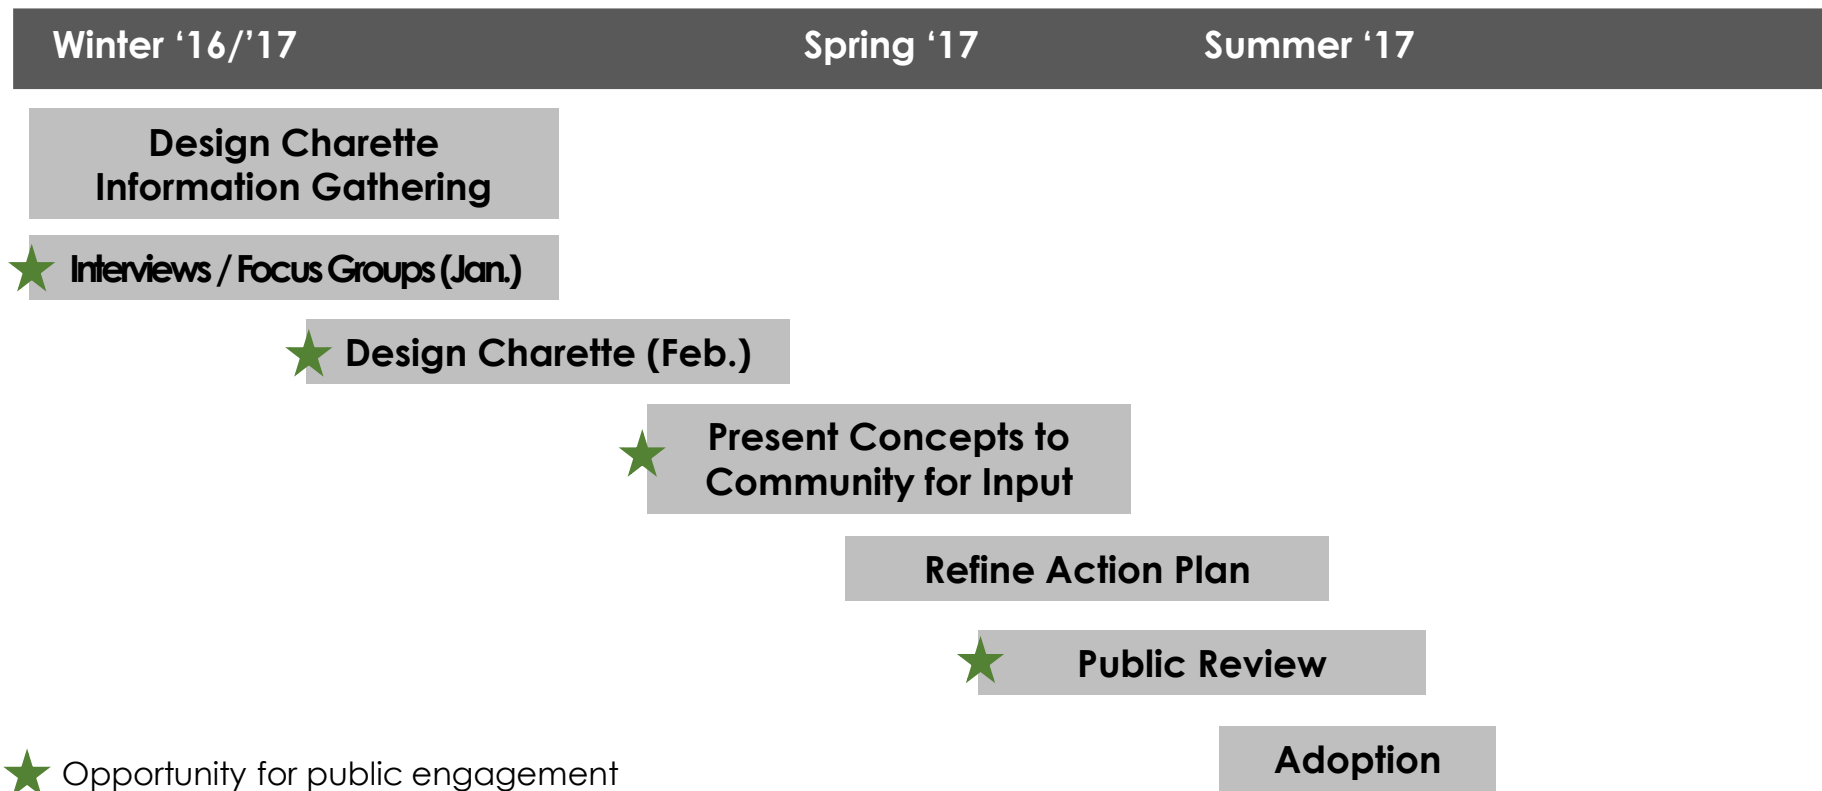 Winter ‘16/’17
Spring ‘17
Summer ‘17
Design Charette
Information Gathering
Interviews / Focus Groups (Jan.)
Design Charette (Feb.)
Present Concepts to
Community for Input
Refine Action Plan
Public Review
Adoption
Opportunity for public engagement